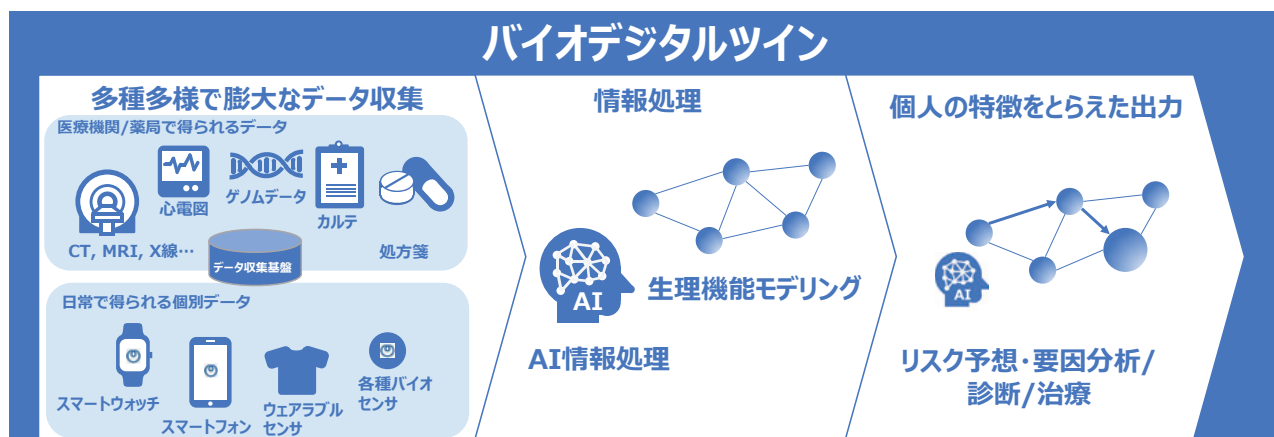 バイオデジタルツイン
多種多様で膨大なデータ収集
医療機関/薬局で得られるデータ
心電図
ゲノムデータ
カルテ
CT, MRI, X線…
処方箋
データ収集基盤
日常で得られる個別データ
スマートウォッチ
スマートフォン
ウェアラブル
センサ
各種バイオ
センサ
情報処理
AI
生理機能モデリング
AI情報処理
個人の特徴をとらえた出力
AI
リスク予想・要因分析/
診断/治療